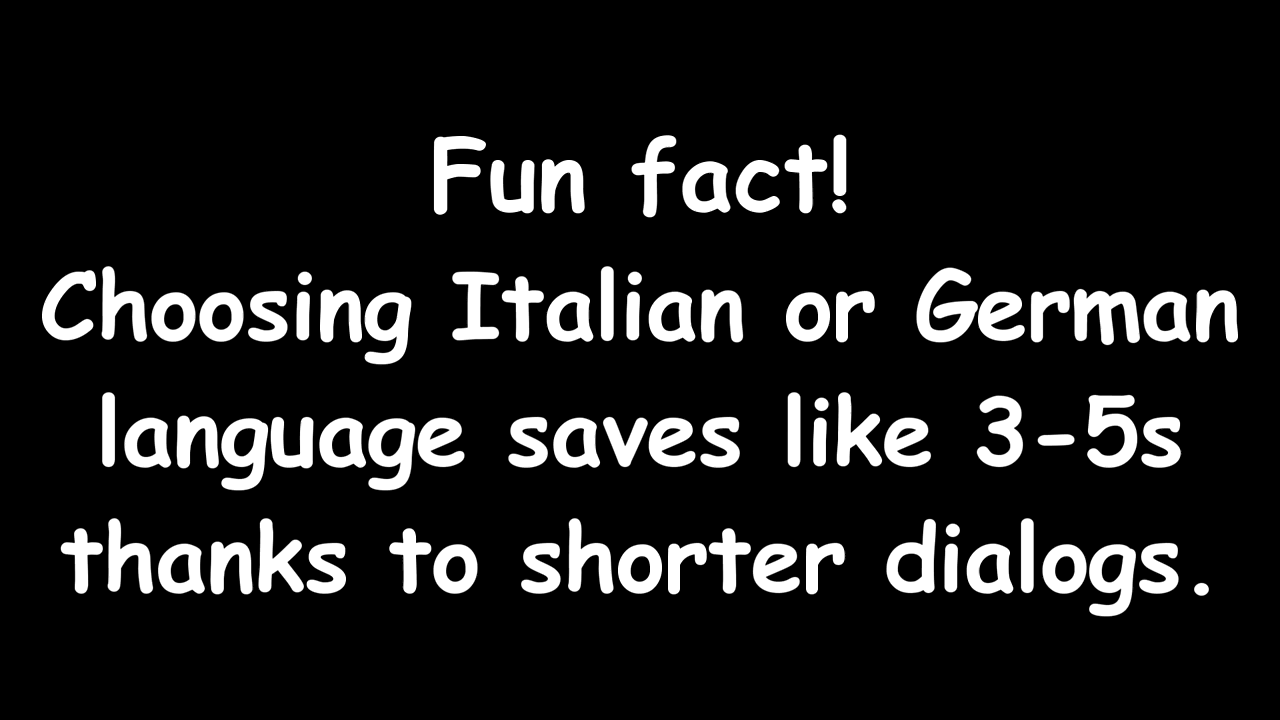 Fun fact!
Choosing Italian or German
language saves like 3-5s
thanks to shorter dialogs.